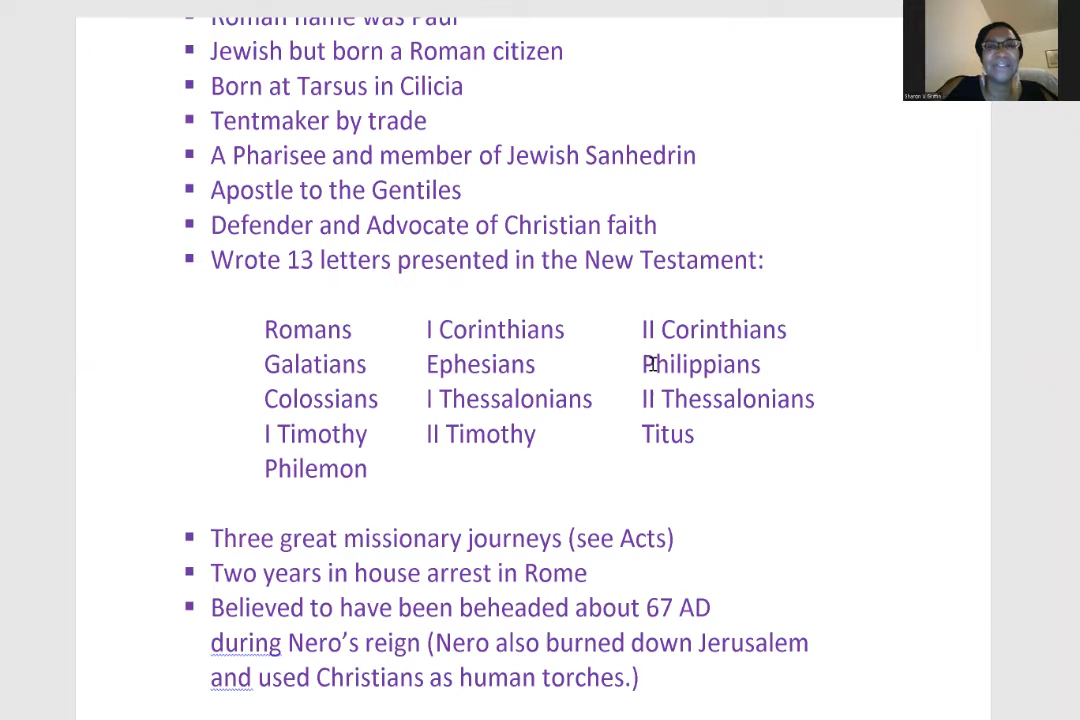 Roman name was Paul
Jewish but born a Roman citizen
Born at Tarsus in Cilicia
Tentmaker by trade
A Pharisee and member of Jewish Sanhedrin
Apostle to the Gentiles
Defender and Advocate of Christian faith
Wrote 13 letters presented in the New Testament:
Romans I Corinthians II Corinthians
Galatians Ephesians Philippians
Colossians I Thessalonians II Thessalonians
I Timothy II Timothy Titus
Philemon
Three great missionary journeys (see Acts)
Two years in house arrest in Rome
Believed to have been beheaded about 67 AD
during Nero’s reign (Nero also burned down Jerusalem
and used Christians as human torches.)